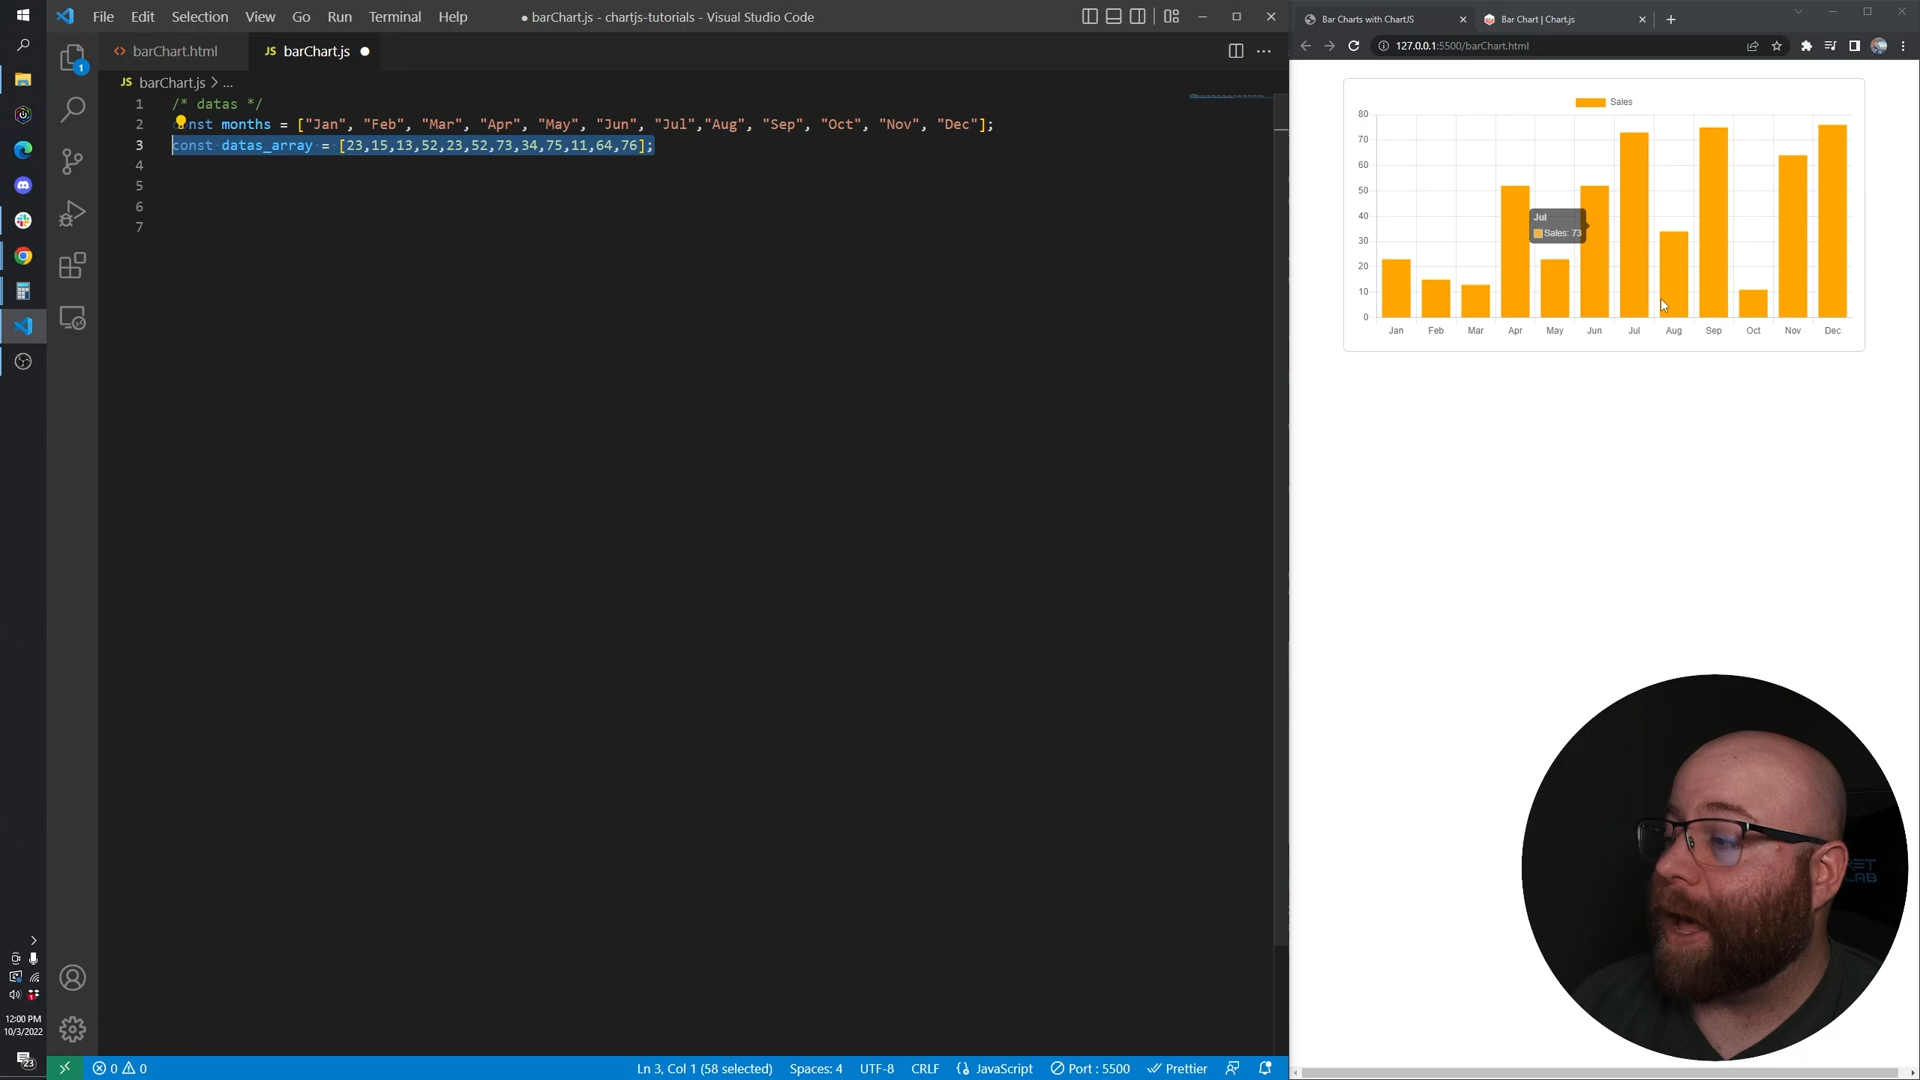 File Edit Selection View Go Run Terminal Help
● barChart.js - chartjs-tutorials - Visual Studio Code
<> barChart.html
JS barChart.js ●
JS barChart.js > ...
1 /* datas */
2 const months = ["Jan", "Feb", "Mar", "Apr", "May", "Jun", "Jul","Aug", "Sep", "Oct", "Nov", "Dec"];
3 const datas_array = [23,15,13,52,23,52,73,34,75,11,64,76];
4
5
6
7
1
12:00 PM
10/3/2022
23
0 0
Ln 3, Col 1 (58 selected) Spaces: 4 UTF-8 CRLF {} JavaScript Port : 5500 Prettier
Bar Charts with ChartJS
Bar Chart | Chart.js
127.0.0.1:5500/barChart.html
Sales
80
70
60
50
40
30
20
10
0
Jul
Sales: 73
Jan Feb Mar Apr May Jun Jul Aug Sep Oct Nov Dec